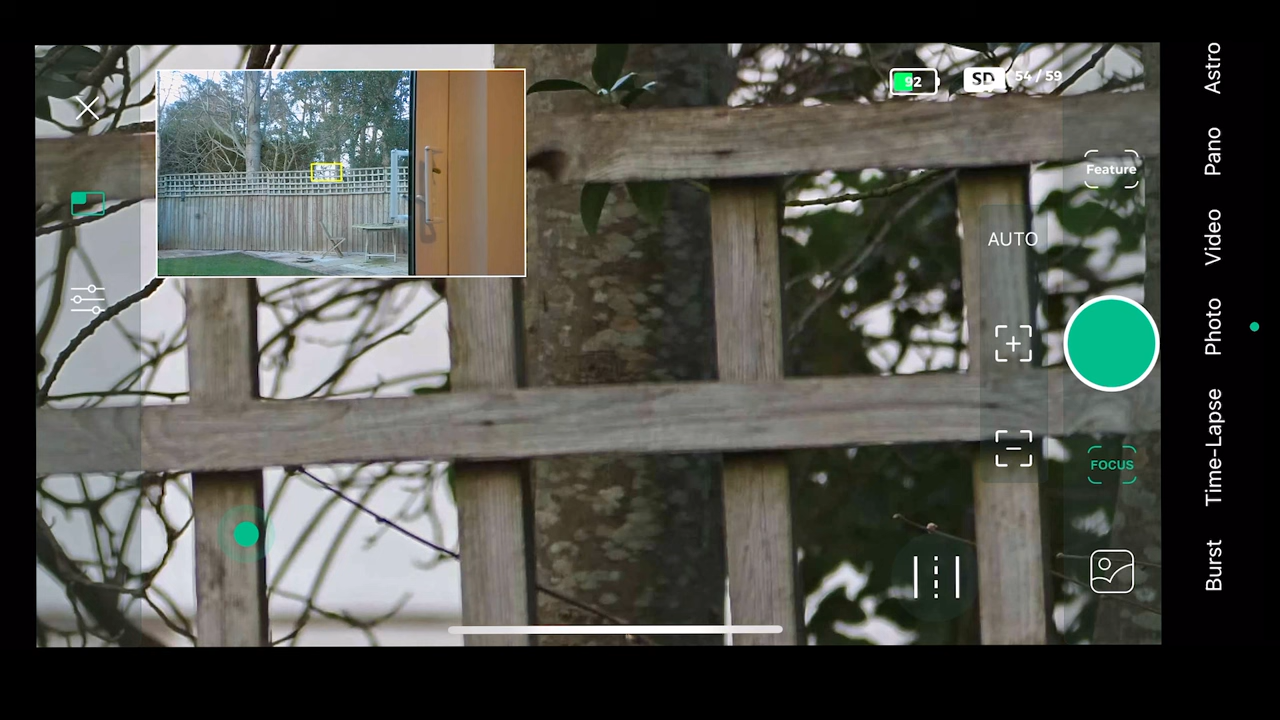 92
SD
54 / 59
Feature
AUTO
FOCUS
Astro
Pano
Video
Photo
Time-Lapse
Burst